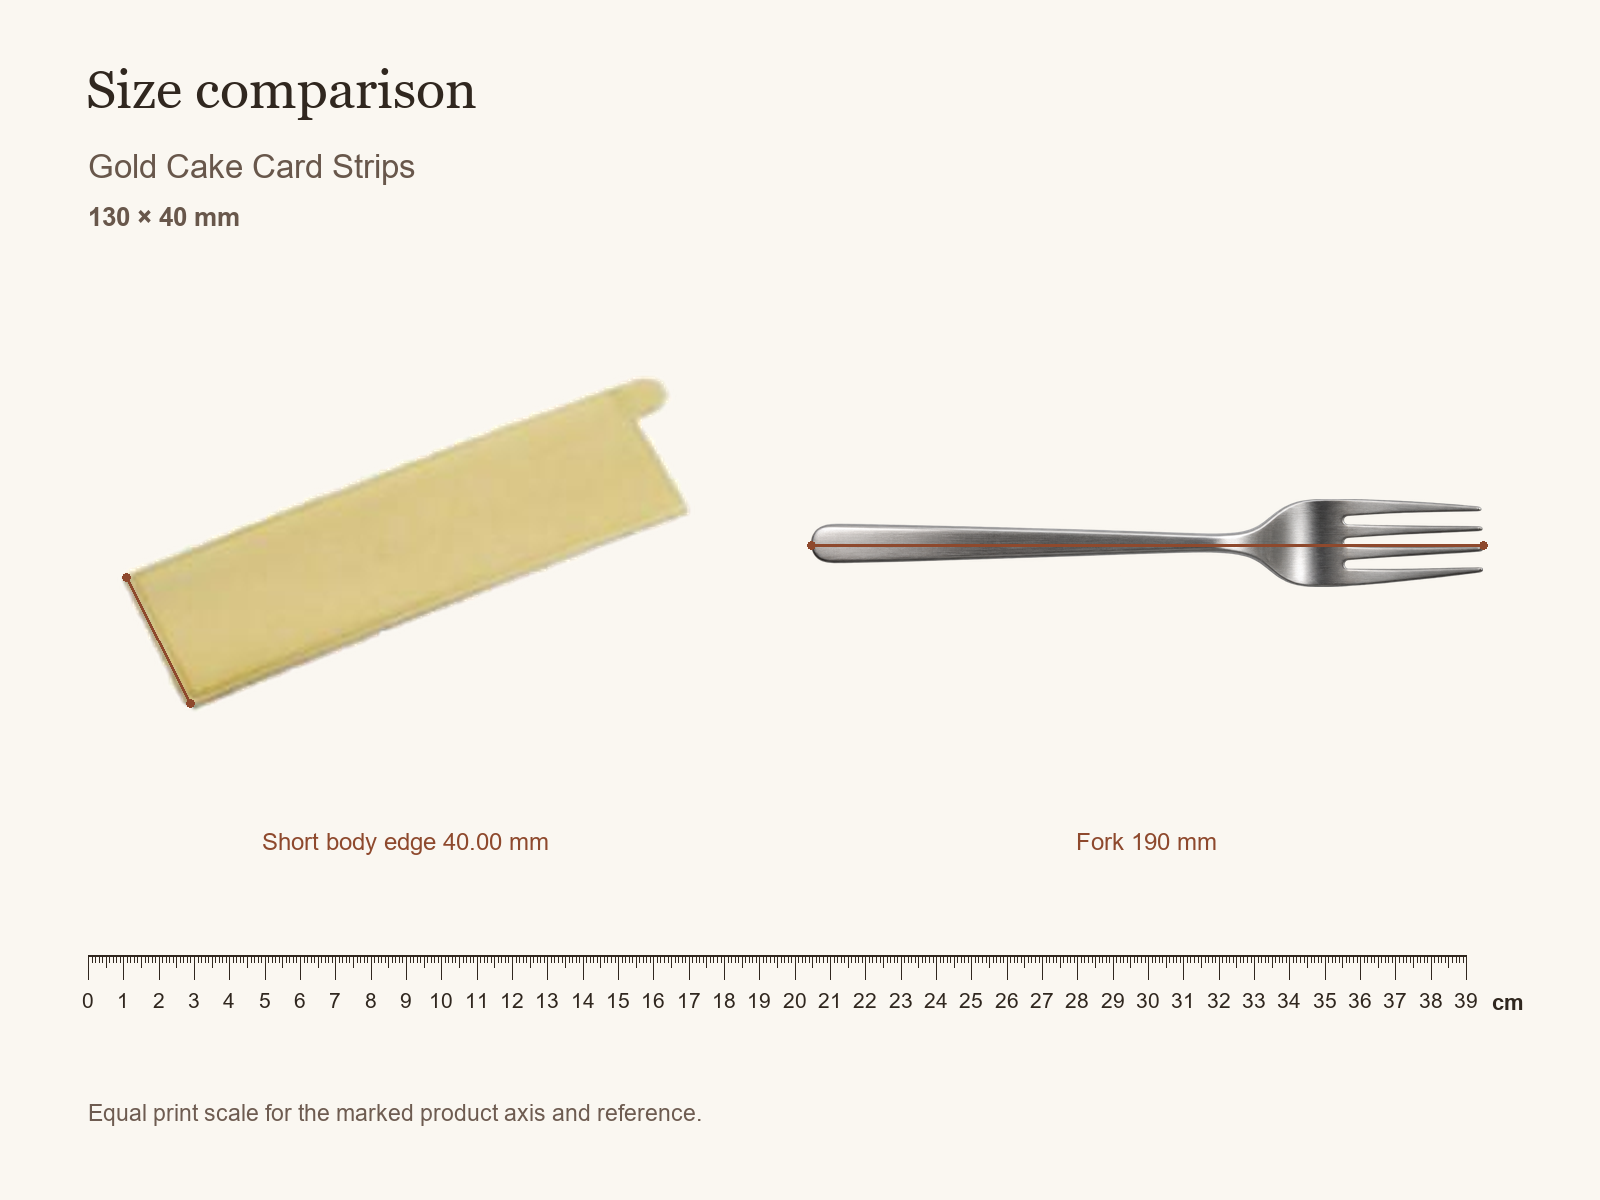 Size comparison
Gold Cake Card Strips
130 × 40 mm
Short body edge 40.00 mm
Fork 190 mm
0 1 2 3 4 5 6 7 8 9 10 11 12 13 14 15 16 17 18 19 20 21 22 23 24 25 26 27 28 29 30 31 32 33 34 35 36 37 38 39 cm
Equal print scale for the marked product axis and reference.